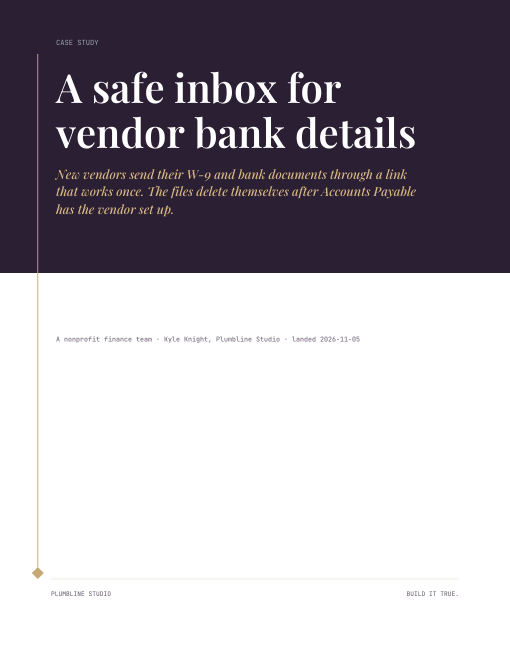 CASE STUDY
A safe inbox for
vendor bank details
New vendors send their W-9 and bank documents through a link
that works once. The files delete themselves after Accounts Payable
has the vendor set up.
A nonprofit finance team · Kyle Knight, Plumbline Studio · landed 2026-11-05
PLUMBLINE STUDIO
BUILD IT TRUE.